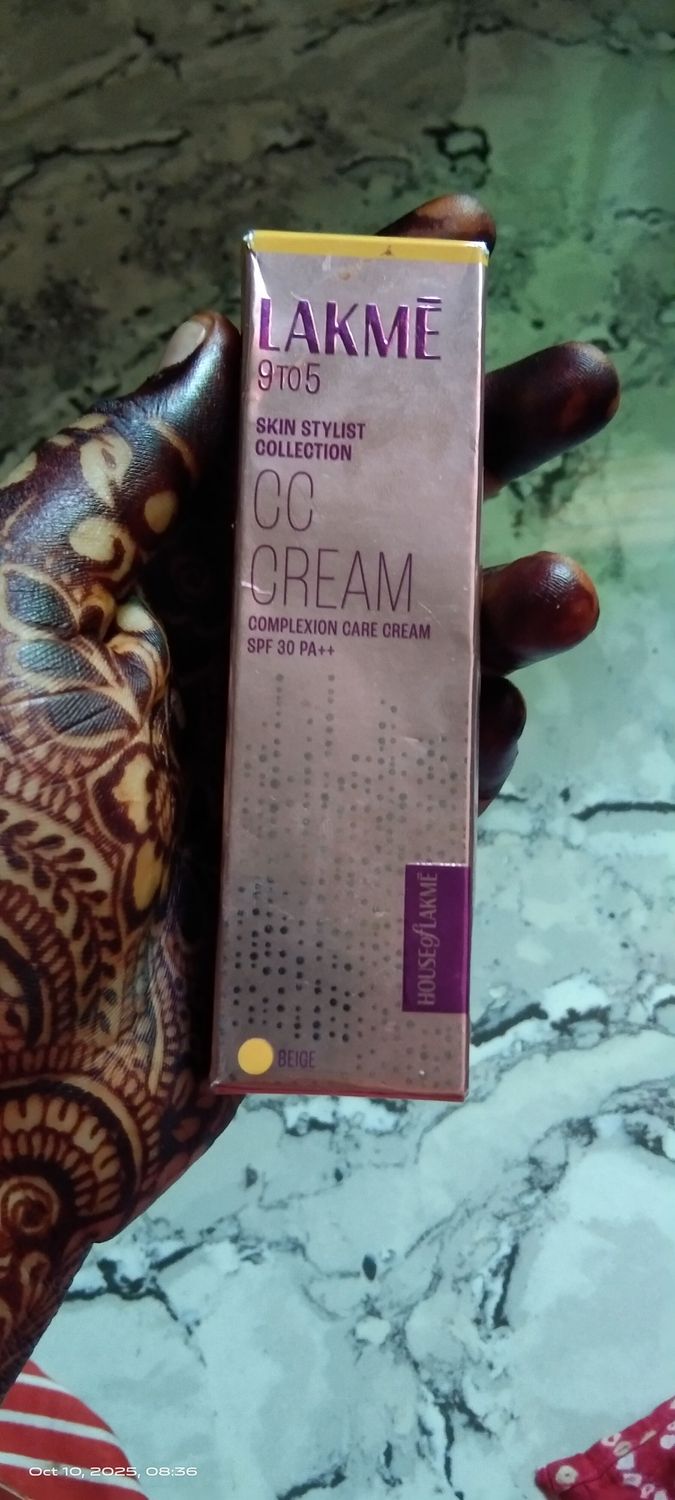 LAKMĒ
9TO5
SKIN STYLIST
COLLECTION
CC
CREAM
COMPLEXION CARE CREAM
SPF 30 PA++
HOUSE of LAKMĒ
BEIGE
Oct 10, 2025, 08:36